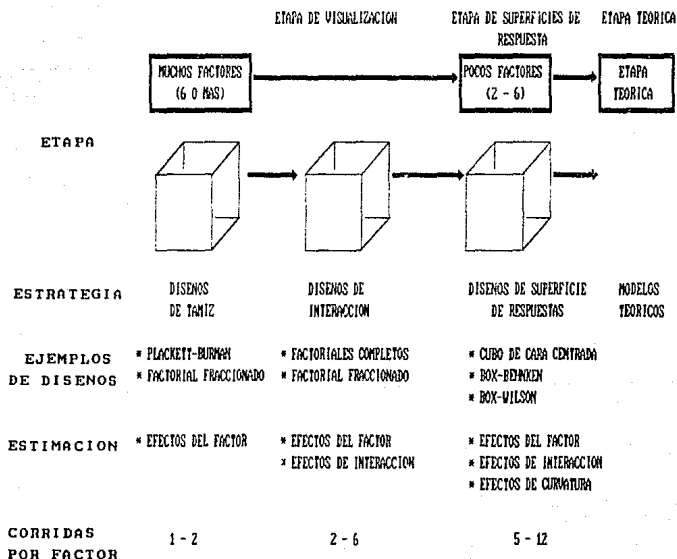 ETAPA DE VISUALIZACION
ETAPA DE SUPERFICIES DE
RESPUESTA
ETAPA TEORICA
MUCHOS FACTORES
(6 O MAS)
POCOS FACTORES
(2 - 6)
ETAPA
TEORICA
ETAPA
ESTRATEGIA
DISENOS
DE TAMIZ
DISENOS DE
INTERACCION
DISENOS DE SUPERFICIE
DE RESPUESTAS
MODELOS
TEORICOS
EJEMPLOS
DE DISENOS
* PLACKETT-BURMAN
* FACTORIAL FRACCIONADO
* FACTORIALES COMPLETOS
* FACTORIAL FRACCIONADO
* CUBO DE CARA CENTRADA
* BOX-BEHNKEN
* BOX-WILSON
ESTIMACION
* EFECTOS DEL FACTOR
* EFECTOS DEL FACTOR
* EFECTOS DE INTERACCION
* EFECTOS DEL FACTOR
* EFECTOS DE INTERACCION
* EFECTOS DE CURVATURA
CORRIDAS
POR FACTOR
1 - 2
2 - 6
5 - 12